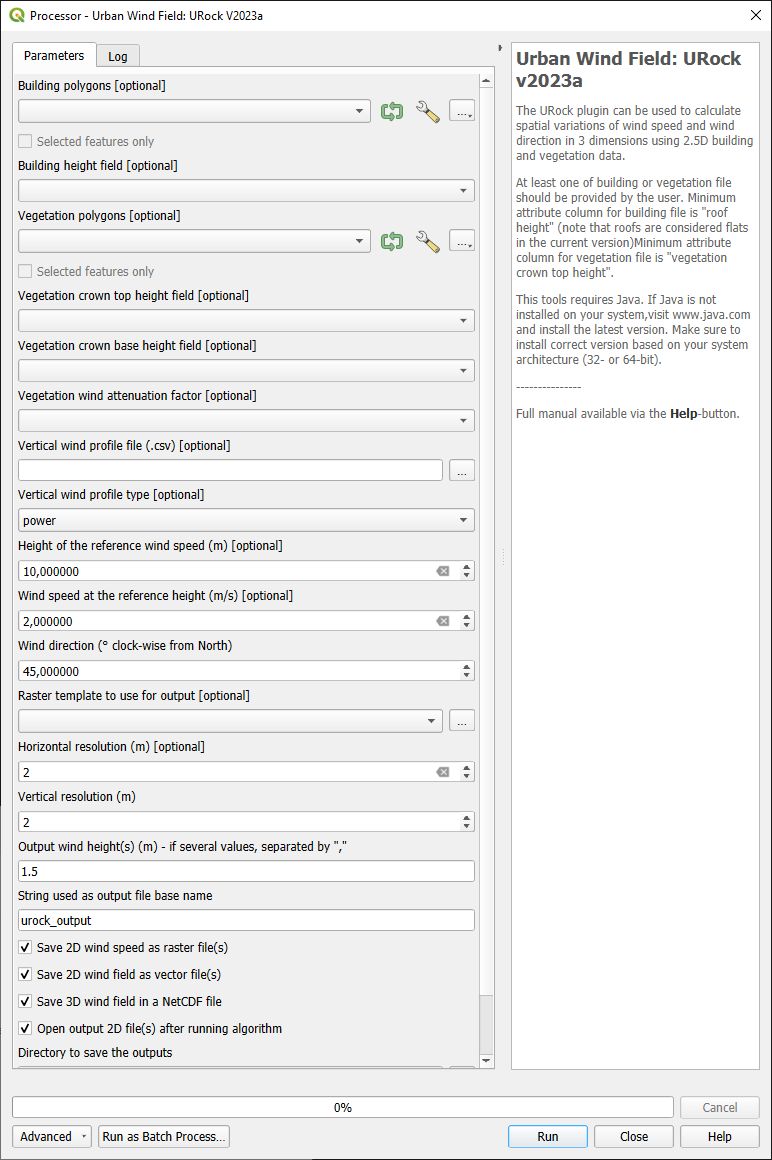 Processor - Urban Wind Field: URock V2023a
Parameters
Log
Building polygons [optional]
...
Selected features only
Building height field [optional]
Vegetation polygons [optional]
...
Selected features only
Vegetation crown top height field [optional]
Vegetation crown base height field [optional]
Vegetation wind attenuation factor [optional]
Vertical wind profile file (.csv) [optional]
...
Vertical wind profile type [optional]
power
Height of the reference wind speed (m) [optional]
10,000000
Wind speed at the reference height (m/s) [optional]
2,000000
Wind direction (° clock-wise from North)
45,000000
Raster template to use for output [optional]
...
Horizontal resolution (m) [optional]
2
Vertical resolution (m)
2
Output wind height(s) (m) - if several values, separated by ","
1.5
String used as output file base name
urock_output
Save 2D wind speed as raster file(s)
Save 2D wind field as vector file(s)
Save 3D wind field in a NetCDF file
Open output 2D file(s) after running algorithm
Directory to save the outputs
Urban Wind Field: URock
v2023a
The URock plugin can be used to calculate
spatial variations of wind speed and wind
direction in 3 dimensions using 2.5D building
and vegetation data.
At least one of building or vegetation file
should be provided by the user. Minimum
attribute column for building file is "roof
height" (note that roofs are considered flats
in the current version)Minimum attribute
column for vegetation file is "vegetation
crown top height".
This tools requires Java. If Java is not
installed on your system,visit www.java.com
and install the latest version. Make sure to
install correct version based on your system
architecture (32- or 64-bit).
---------------
Full manual available via the Help-button.
0%
Cancel
Advanced
Run as Batch Process...
Run
Close
Help